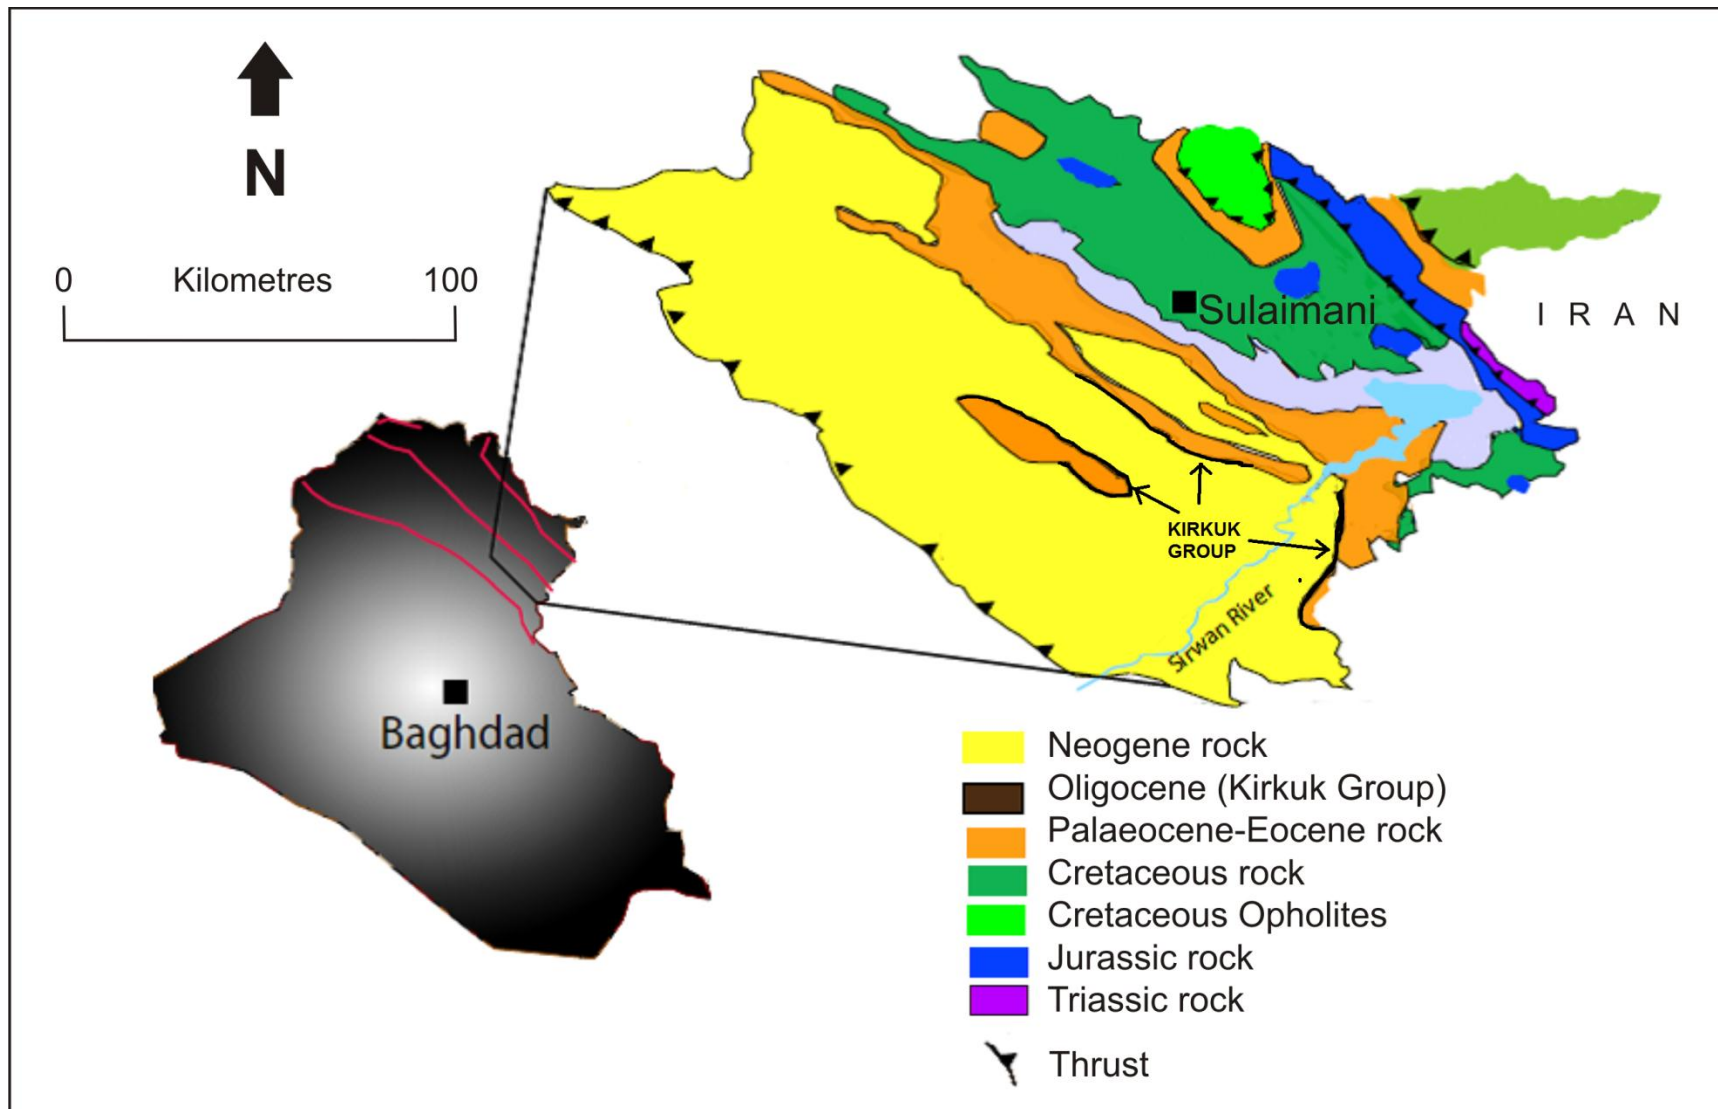 N
0 Kilometres 100
Sulaimani
I R A N
KIRKUK
GROUP
Sirwan River
Baghdad
Neogene rock
Oligocene (Kirkuk Group)
Palaeocene-Eocene rock
Cretaceous rock
Cretaceous Opholites
Jurassic rock
Triassic rock
Thrust